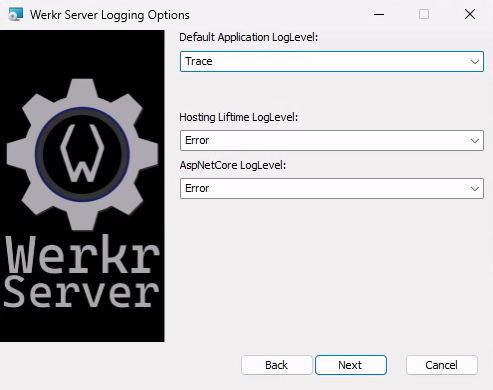 Werkr Server Logging Options
Default Application LogLevel:
Trace
Hosting Liftime LogLevel:
Error
AspNetCore LogLevel:
Error
Werkr
Server
Back
Next
Cancel